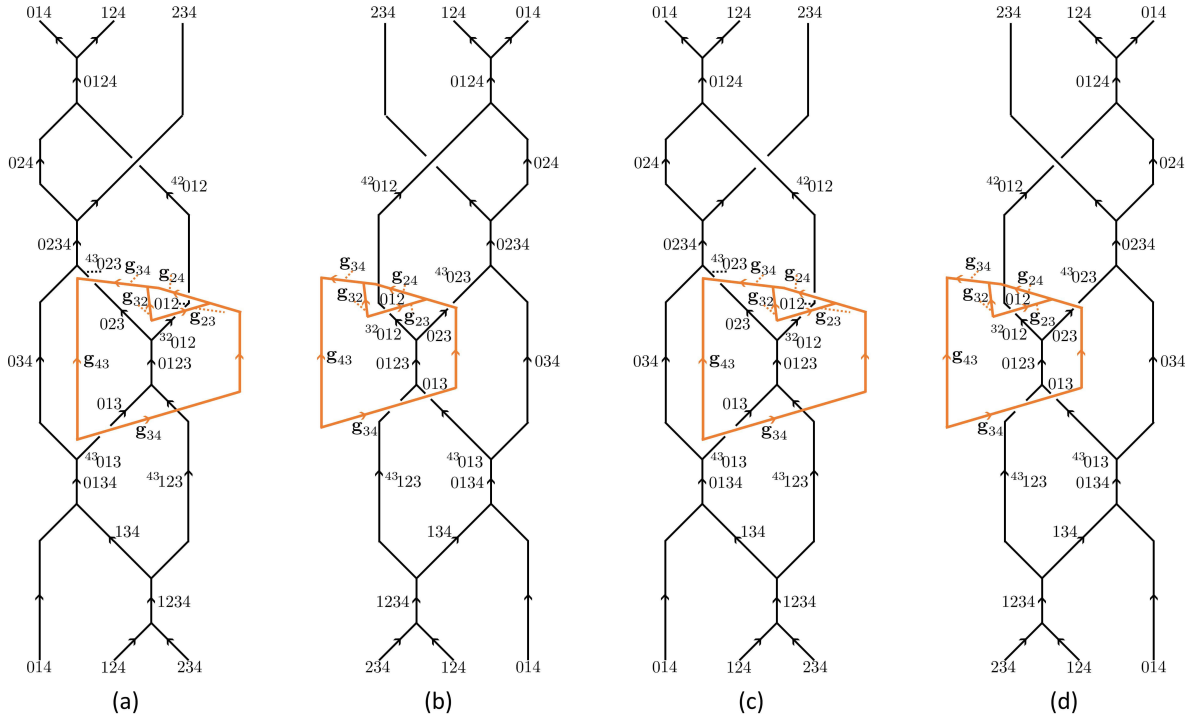 014 124 234
0124
024
⁴²012
0234
⁴³023
g₃₄
g₂₄
g₃₂ 012
g₂₃
023
³²012
034
g₄₃
0123
013
g₃₄
⁴³013
0134
⁴³123
134
1234
014 124 234
(a)
234 124 014
0124
024
⁴²012
0234
g₃₄
g₂₄
⁴³023
g₃₂ 012
g₂₃
³²012 023
g₄₃
0123
034
013
g₃₄
⁴³013
⁴³123 0134
134
1234
234 124 014
(b)
014 124 234
0124
024
⁴²012
0234
⁴³023
g₃₄
g₂₄
g₃₂ 012
g₂₃
023
³²012
034
g₄₃
0123
013
g₃₄
⁴³013
0134
⁴³123
134
1234
014 124 234
(c)
234 124 014
0124
024
⁴²012
0234
g₃₄
g₂₄
⁴³023
g₃₂ 012
g₂₃
³²012 023
g₄₃
0123
034
013
g₃₄
⁴³013
⁴³123 0134
134
1234
234 124 014
(d)